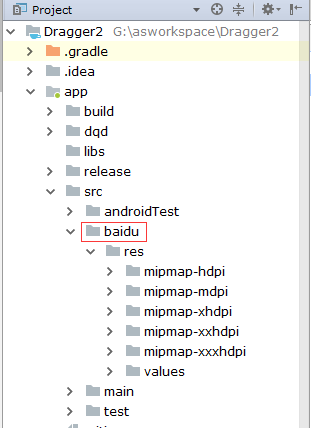 Project
Dragger2 G:\asworkspace\Dragger2
.gradle
.idea
app
build
dqd
libs
release
src
androidTest
baidu
res
mipmap-hdpi
mipmap-mdpi
mipmap-xhdpi
mipmap-xxhdpi
mipmap-xxxhdpi
values
main
test